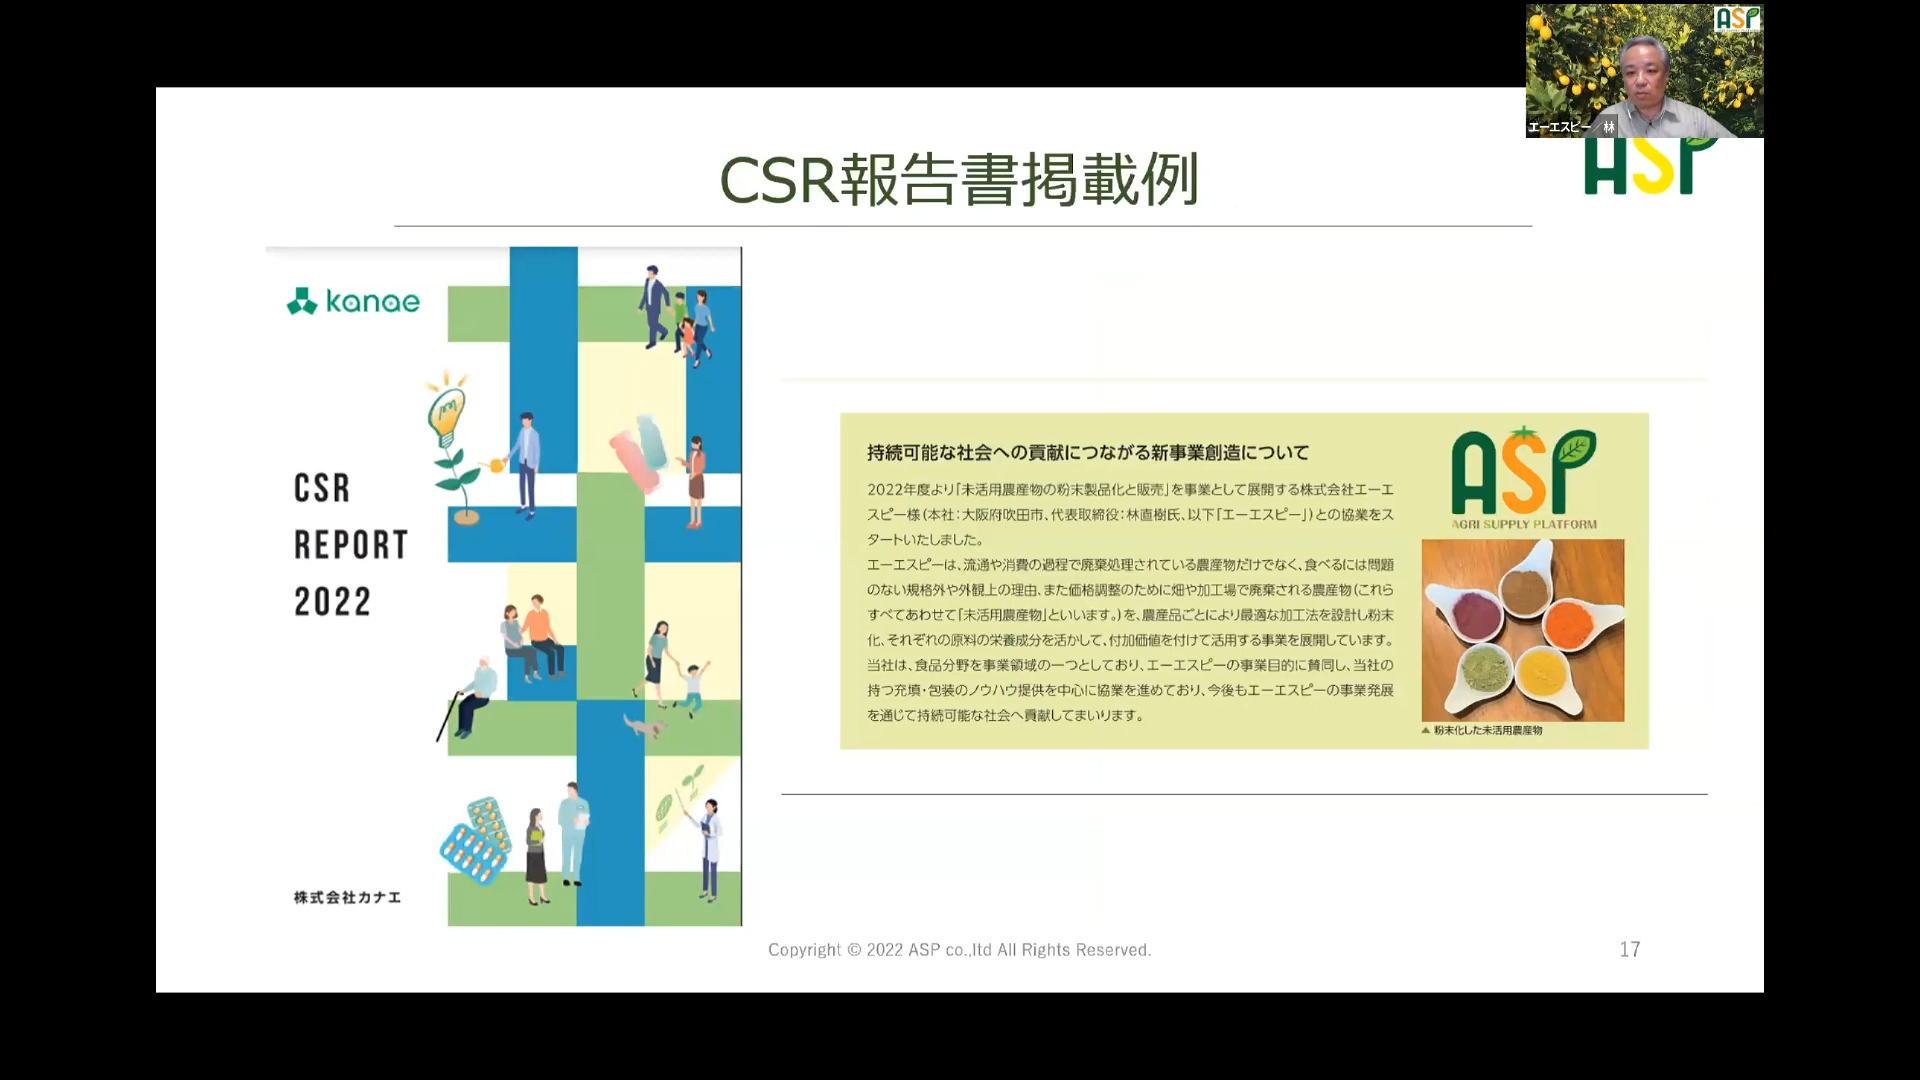 ASP
エーエスピー／林
ASP
CSR報告書掲載例
kanae
CSR
REPORT
2022
株式会社カナエ
持続可能な社会への貢献につながる新事業創造について
2022年度より「未活用農産物の粉末製品化と販売」を事業として展開する株式会社エーエ
スピー様（本社：大阪府吹田市、代表取締役：林直樹氏、以下「エーエスピー」）との協業をス
タートいたしました。
エーエスピーは、流通や消費の過程で廃棄処理されている農産物だけでなく、食べるには問題
のない規格外や外観上の理由、また価格調整のために畑や加工場で廃棄される農産物（これら
すべてあわせて「未活用農産物」といいます。）を、農産品ごとにより最適な加工法を設計し粉末
化、それぞれの原料の栄養成分を活かして、付加価値を付けて活用する事業を展開しています。
当社は、食品分野を事業領域の一つとしており、エーエスピーの事業目的に賛同し、当社の
持つ充填・包装のノウハウ提供を中心に協業を進めており、今後もエーエスピーの事業発展
を通じて持続可能な社会へ貢献してまいります。
ASP
AGRI SUPPLY PLATFORM
▲ 粉末化した未活用農産物
Copyright © 2022 ASP co.,ltd All Rights Reserved.
17